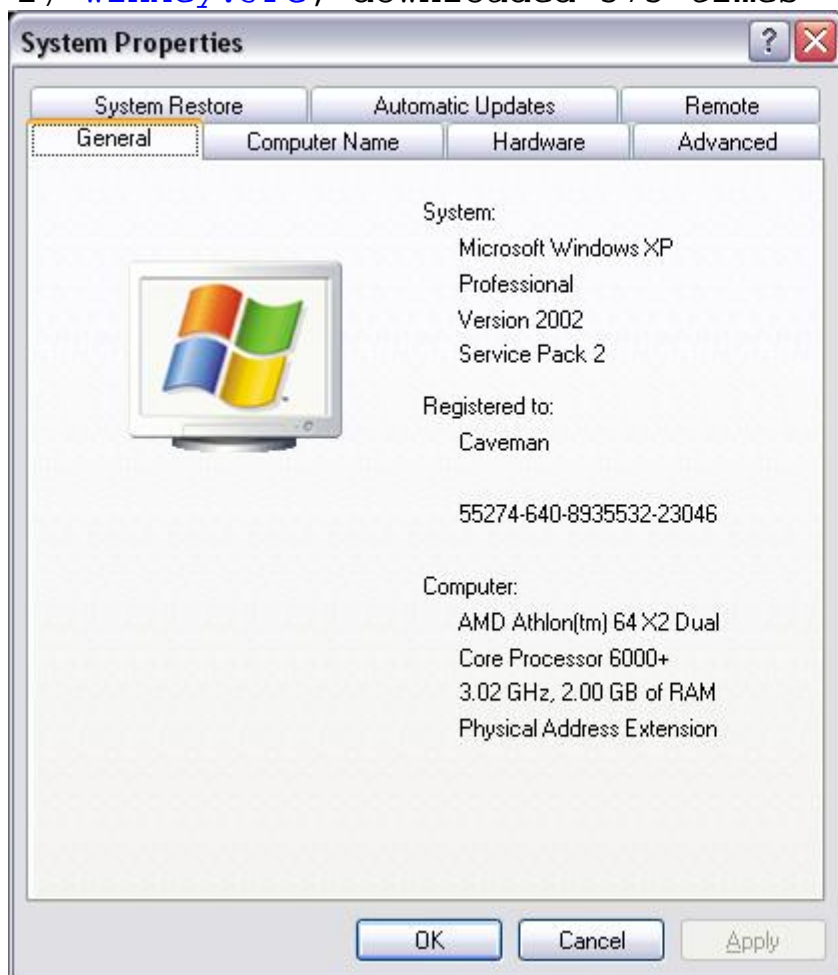 System Properties
System Restore Automatic Updates Remote
General Computer Name Hardware Advanced
System:
Microsoft Windows XP
Professional
Version 2002
Service Pack 2
Registered to:
Caveman
55274-640-8935532-23046
Computer:
AMD Athlon(tm) 64 X2 Dual
Core Processor 6000+
3.02 GHz, 2.00 GB of RAM
Physical Address Extension
OK Cancel Apply